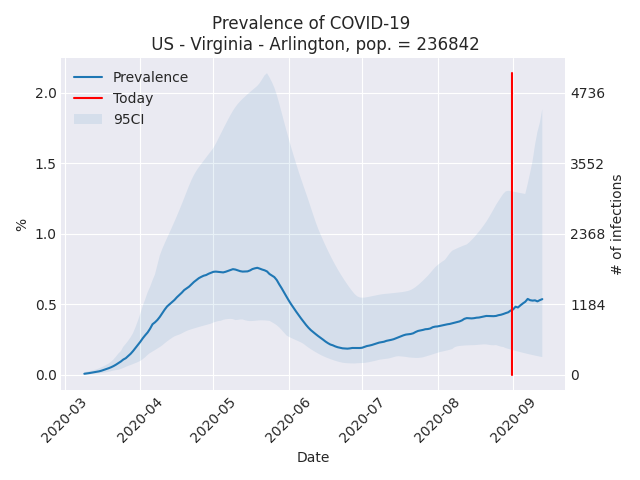 Prevalence of COVID-19
US - Virginia - Arlington, pop. = 236842
Prevalence
Today
95CI
2.0
1.5
1.0
0.5
0.0
%
4736
3552
2368
1184
0
# of infections
2020-03
2020-04
2020-05
2020-06
2020-07
2020-08
2020-09
Date